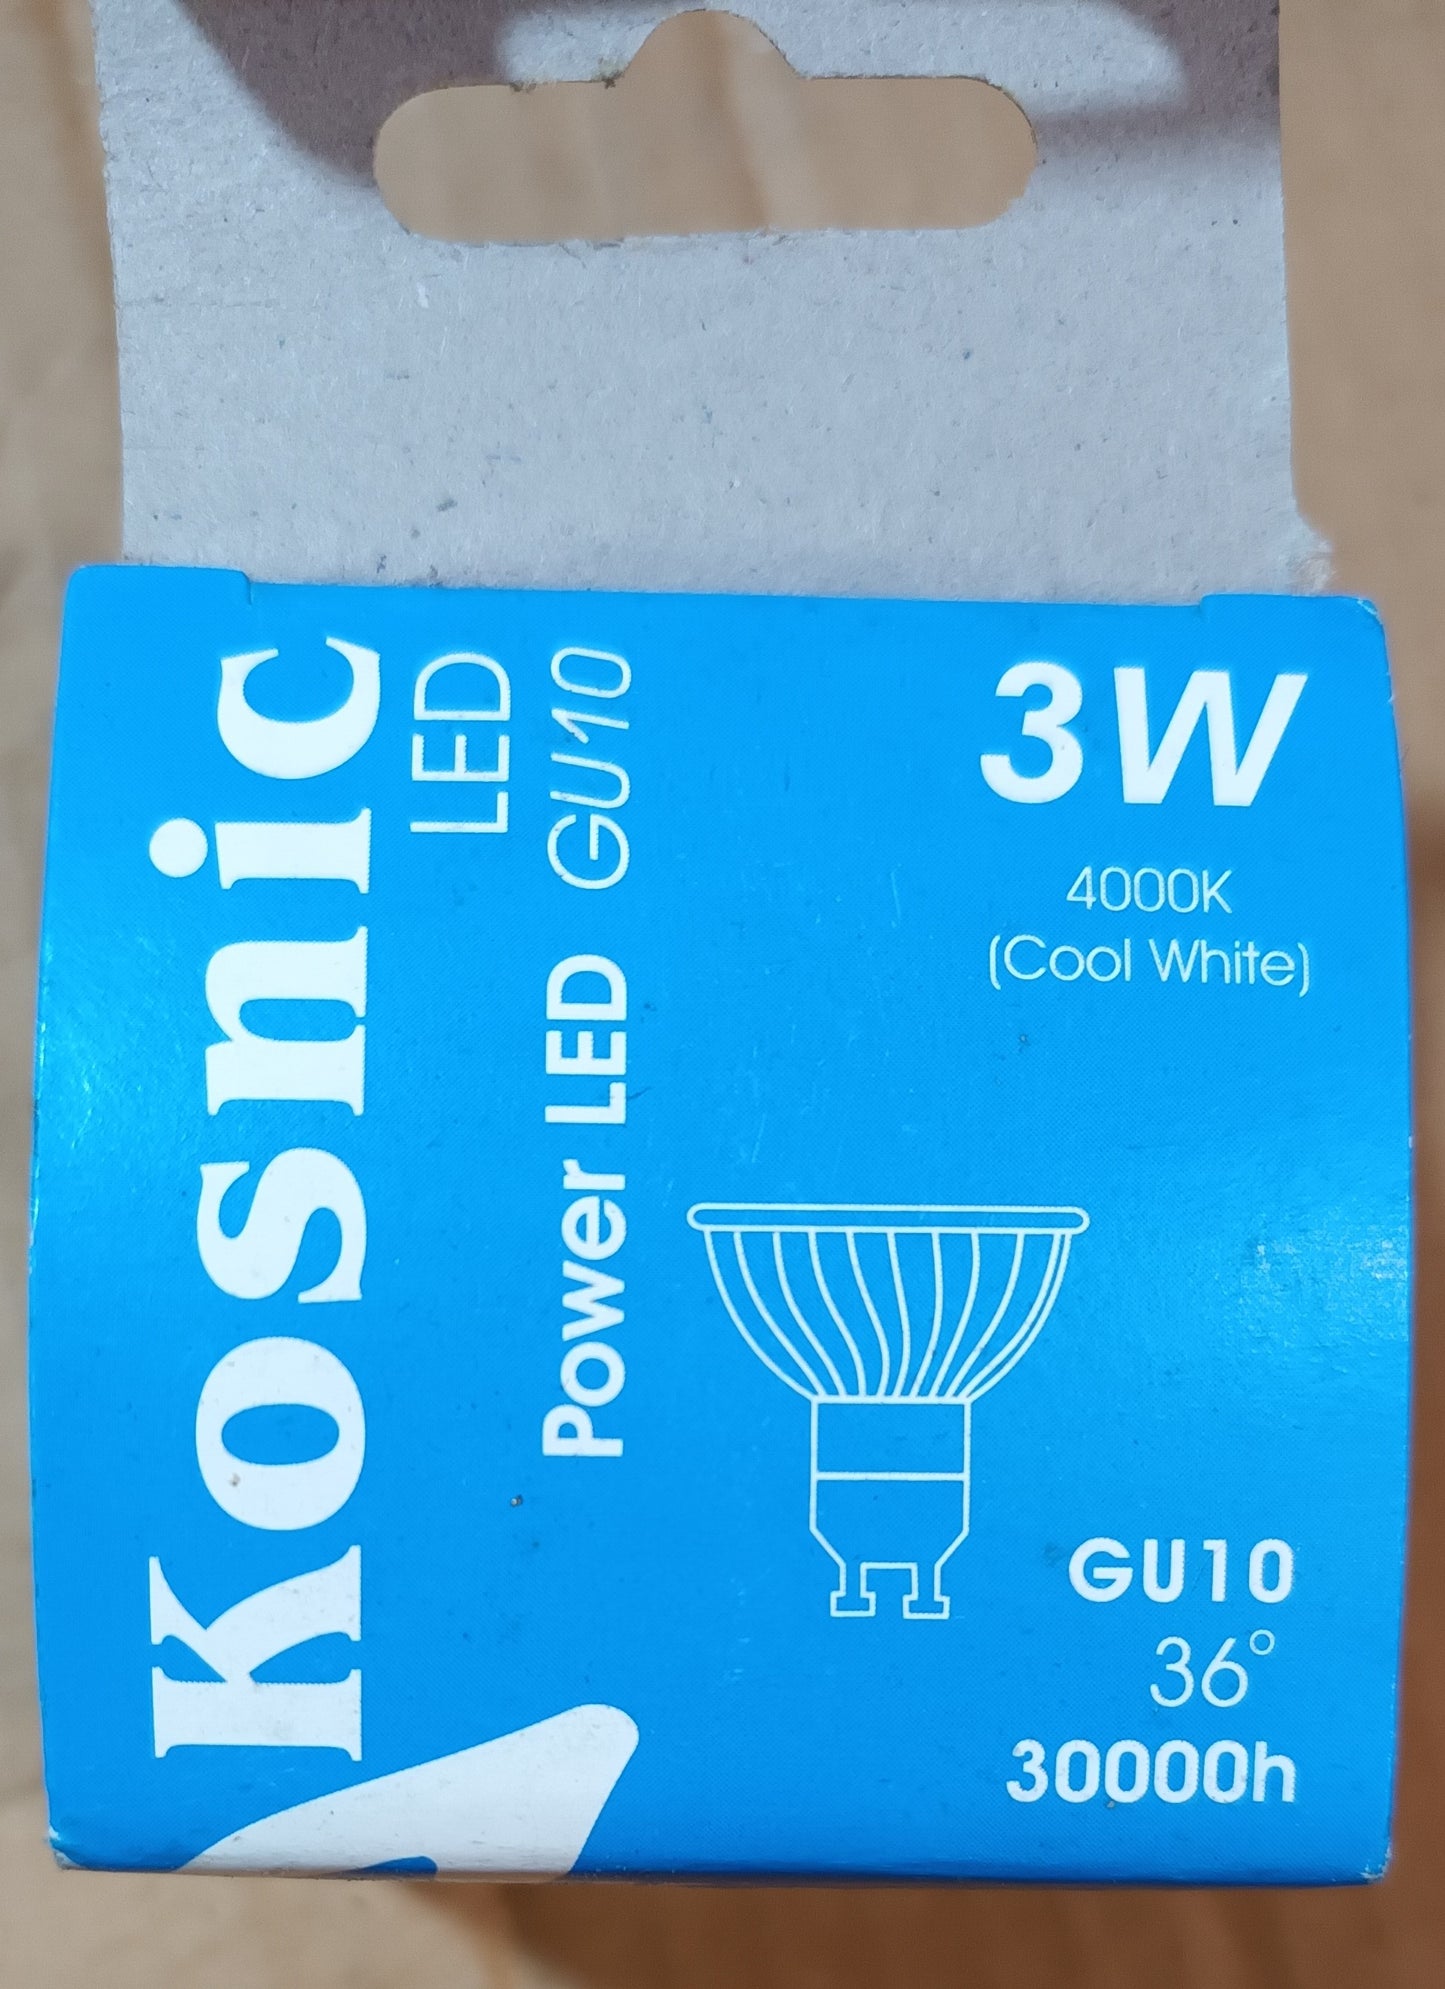 Kosnic
LED
Power LED GU10
3W
4000K
(Cool White)
GU10
36°
30000h